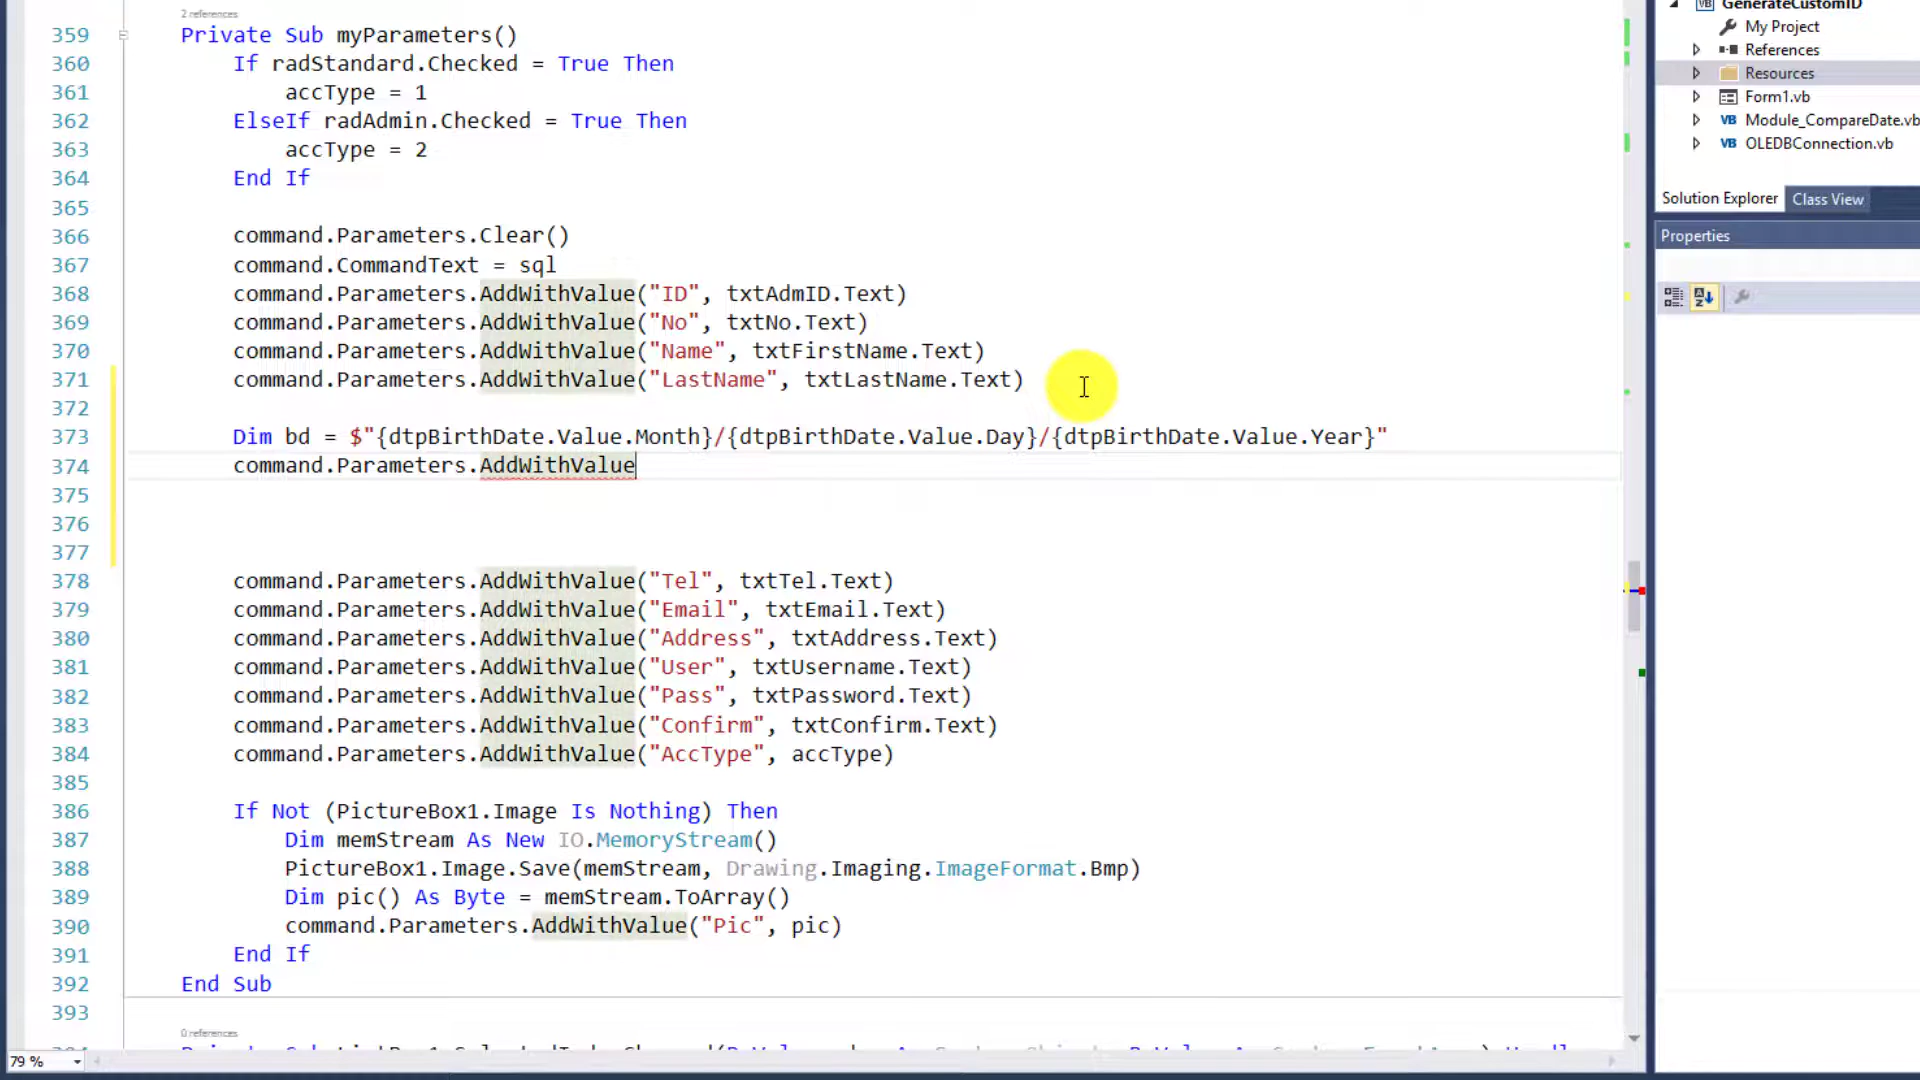 2 references
359 Private Sub myParameters()
360 If radStandard.Checked = True Then
361 accType = 1
362 ElseIf radAdmin.Checked = True Then
363 accType = 2
364 End If
365
366 command.Parameters.Clear()
367 command.CommandText = sql
368 command.Parameters.AddWithValue("ID", txtAdmID.Text)
369 command.Parameters.AddWithValue("No", txtNo.Text)
370 command.Parameters.AddWithValue("Name", txtFirstName.Text)
371 command.Parameters.AddWithValue("LastName", txtLastName.Text)
372
373 Dim bd = $"{dtpBirthDate.Value.Month}/{dtpBirthDate.Value.Day}/{dtpBirthDate.Value.Year}"
374 command.Parameters.AddWithValue
375
376
377
378 command.Parameters.AddWithValue("Tel", txtTel.Text)
379 command.Parameters.AddWithValue("Email", txtEmail.Text)
380 command.Parameters.AddWithValue("Address", txtAddress.Text)
381 command.Parameters.AddWithValue("User", txtUsername.Text)
382 command.Parameters.AddWithValue("Pass", txtPassword.Text)
383 command.Parameters.AddWithValue("Confirm", txtConfirm.Text)
384 command.Parameters.AddWithValue("AccType", accType)
385
386 If Not (PictureBox1.Image Is Nothing) Then
387 Dim memStream As New IO.MemoryStream()
388 PictureBox1.Image.Save(memStream, Drawing.Imaging.ImageFormat.Bmp)
389 Dim pic() As Byte = memStream.ToArray()
390 command.Parameters.AddWithValue("Pic", pic)
391 End If
392 End Sub
393
0 references
79 %
GenerateCustomID
My Project
References
Resources
Form1.vb
Module_CompareDate.vb
OLEDBConnection.vb
Solution Explorer Class View
Properties